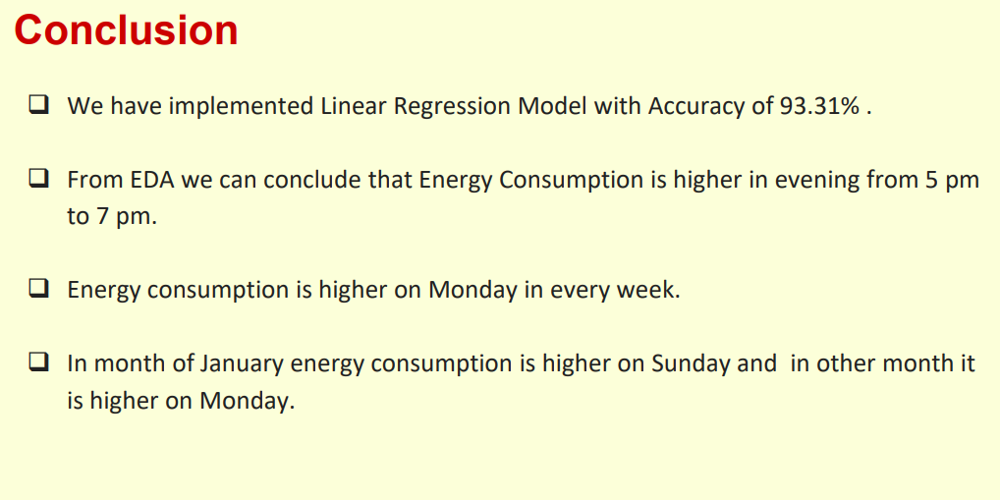 Conclusion
❑ We have implemented Linear Regression Model with Accuracy of 93.31% .
❑ From EDA we can conclude that Energy Consumption is higher in evening from 5 pm
to 7 pm.
❑ Energy consumption is higher on Monday in every week.
❑ In month of January energy consumption is higher on Sunday and  in other month it
is higher on Monday.